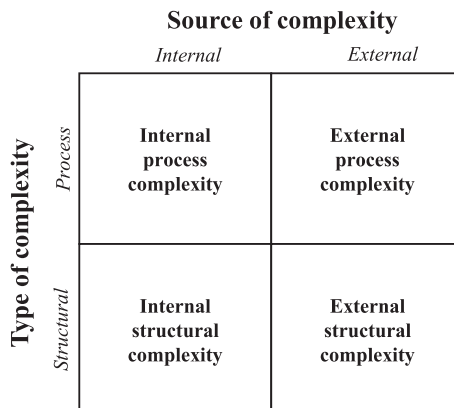 Source of complexity
Internal External
Type of complexity
Process
Internal
process
complexity
External
process
complexity
Structural
Internal
structural
complexity
External
structural
complexity